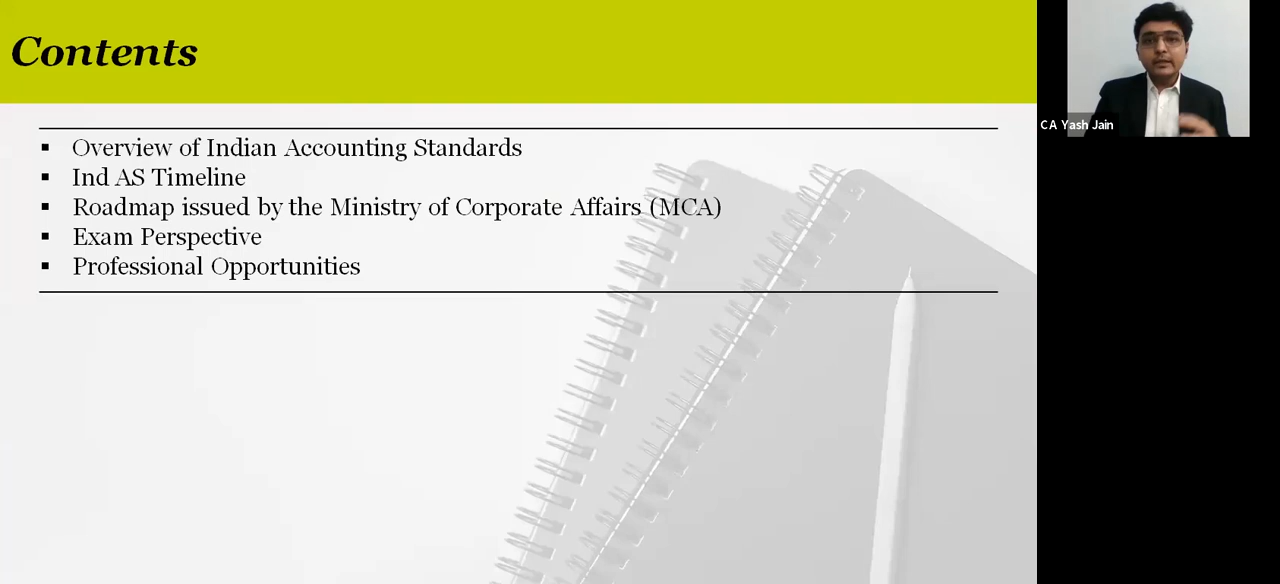 Contents
▪ Overview of Indian Accounting Standards
▪ Ind AS Timeline
▪ Roadmap issued by the Ministry of Corporate Affairs (MCA)
▪ Exam Perspective
▪ Professional Opportunities
CA Yash Jain